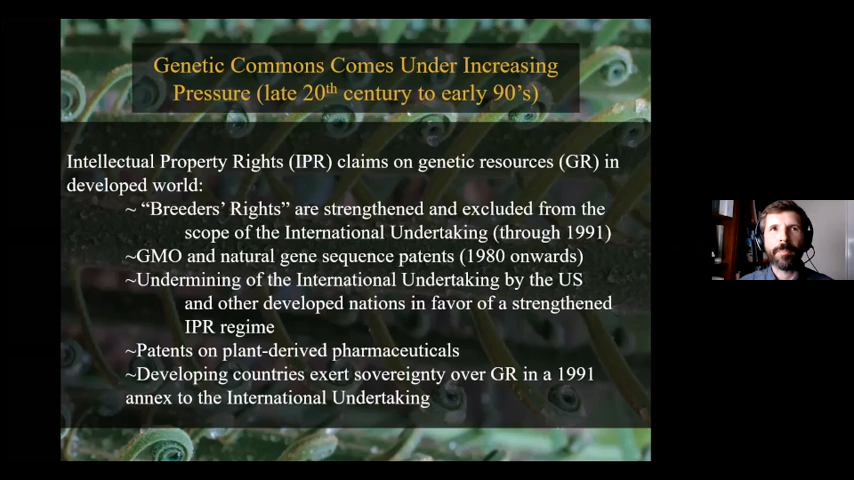 Genetic Commons Comes Under Increasing
Pressure (late 20th century to early 90’s)
Intellectual Property Rights (IPR) claims on genetic resources (GR) in
developed world:
~ “Breeders’ Rights” are strengthened and excluded from the
scope of the International Undertaking (through 1991)
~GMO and natural gene sequence patents (1980 onwards)
~Undermining of the International Undertaking by the US
and other developed nations in favor of a strengthened
IPR regime
~Patents on plant-derived pharmaceuticals
~Developing countries exert sovereignty over GR in a 1991
annex to the International Undertaking